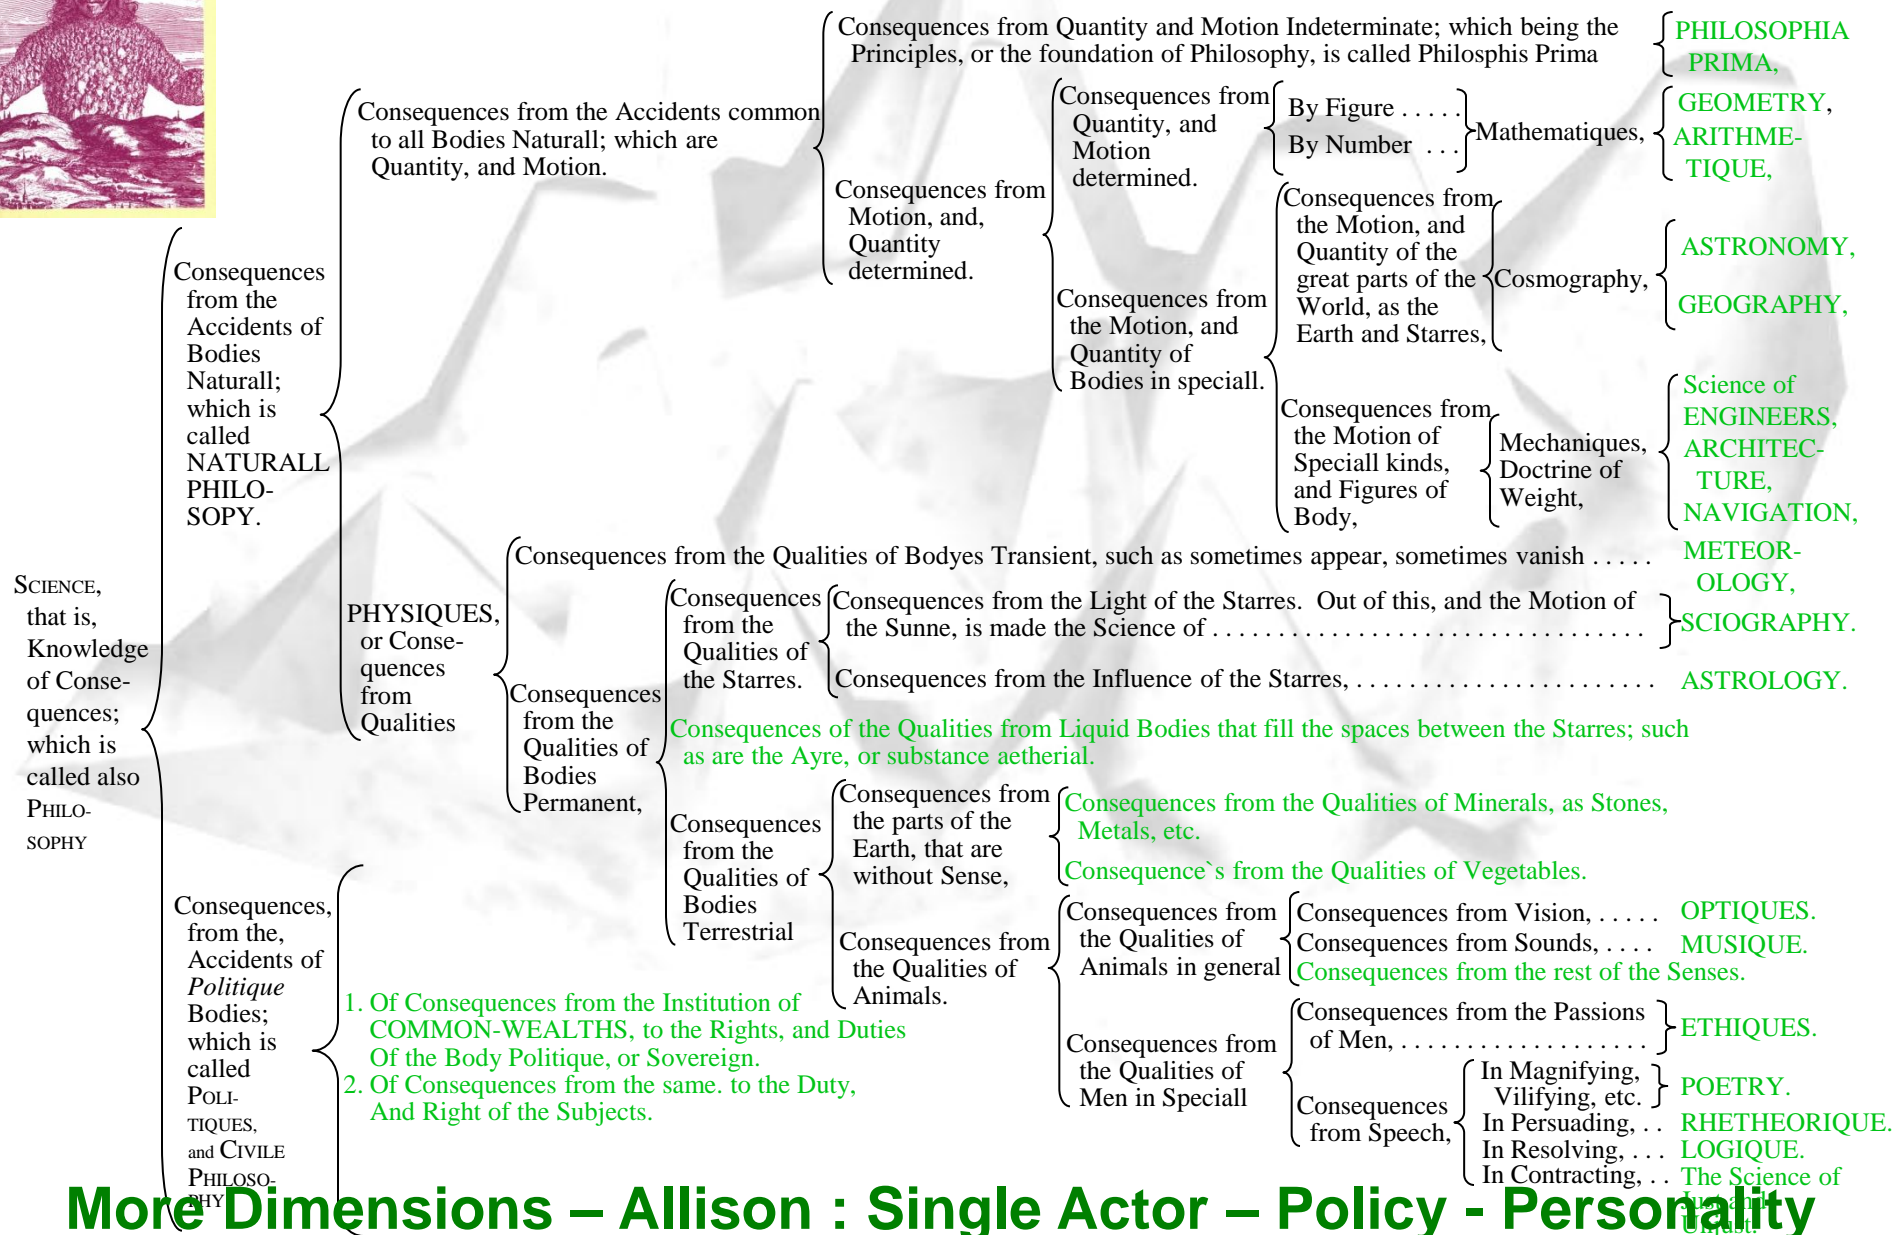 Consequences from Quantity and Motion Indeterminate; which being the
Principles, or the foundation of Philosophy, is called Philosphis Prima
PHILOSOPHIA
PRIMA,
Consequences from the Accidents common
to all Bodies Naturall; which are
Quantity, and Motion.
Consequences from
Quantity, and
Motion
determined.
By Figure . . . . .
By Number . . .
Mathematiques,
GEOMETRY,
ARITHME-
TIQUE,
Consequences from
Motion, and,
Quantity
determined.
Consequences from
the Motion, and
Quantity of the
great parts of the
World, as the
Earth and Starres,
Cosmography,
ASTRONOMY,
GEOGRAPHY,
Consequences from
the Motion, and
Quantity of
Bodies in speciall.
Consequences from
the Motion of
Speciall kinds,
and Figures of
Body,
Mechaniques,
Doctrine of
Weight,
Science of
ENGINEERS,
ARCHITEC-
TURE,
NAVIGATION,
Consequences
from the
Accidents of
Bodies
Naturall;
which is
called
NATURALL
PHILO-
SOPY.
SCIENCE,
that is,
Knowledge
of Conse-
quences;
which is
called also
PHILO-
SOPHY
PHYSIQUES,
or Conse-
quences
from
Qualities
Consequences from the Qualities of Bodyes Transient, such as sometimes appear, sometimes vanish . . . . .
METEOR-
OLOGY,
Consequences
from the
Qualities of
the Starres.
Consequences from the Light of the Starres. Out of this, and the Motion of
the Sunne, is made the Science of . . . . . . . . . . . . . . . . . . . . . . . . . . . . . . . . .
SCIOGRAPHY.
Consequences from the Influence of the Starres, . . . . . . . . . . . . . . . . . . . . . . .
ASTROLOGY.
Consequences
from the
Qualities of
Bodies
Permanent,
Consequences of the Qualities from Liquid Bodies that fill the spaces between the Starres; such
as are the Ayre, or substance aetherial.
Consequences
from the
Qualities of
Bodies
Terrestrial
Consequences from
the parts of the
Earth, that are
without Sense,
Consequences from the Qualities of Minerals, as Stones,
Metals, etc.
Consequence`s from the Qualities of Vegetables.
Consequences from
the Qualities of
Animals.
Consequences from
the Qualities of
Animals in general
Consequences from Vision, . . . . .
OPTIQUES.
Consequences from Sounds, . . . .
MUSIQUE.
Consequences from the rest of the Senses.
Consequences from
the Qualities of
Men in Speciall
Consequences from the Passions
of Men, . . . . . . . . . . . . . . . . . . .
ETHIQUES.
Consequences
from Speech,
In Magnifying,
Vilifying, etc.
POETRY.
In Persuading, . .
RHETHEORIQUE.
In Resolving, . . .
LOGIQUE.
In Contracting, . .
The Science of
Just and
Unjust.
Consequences,
from the,
Accidents of
Politique
Bodies;
which is
called
POLI-
TIQUES,
and CIVILE
PHILOSO-
PHY
1. Of Consequences from the Institution of
COMMON-WEALTHS, to the Rights, and Duties
Of the Body Politique, or Sovereign.
2. Of Consequences from the same. to the Duty,
And Right of the Subjects.
More Dimensions – Allison : Single Actor – Policy - Personality